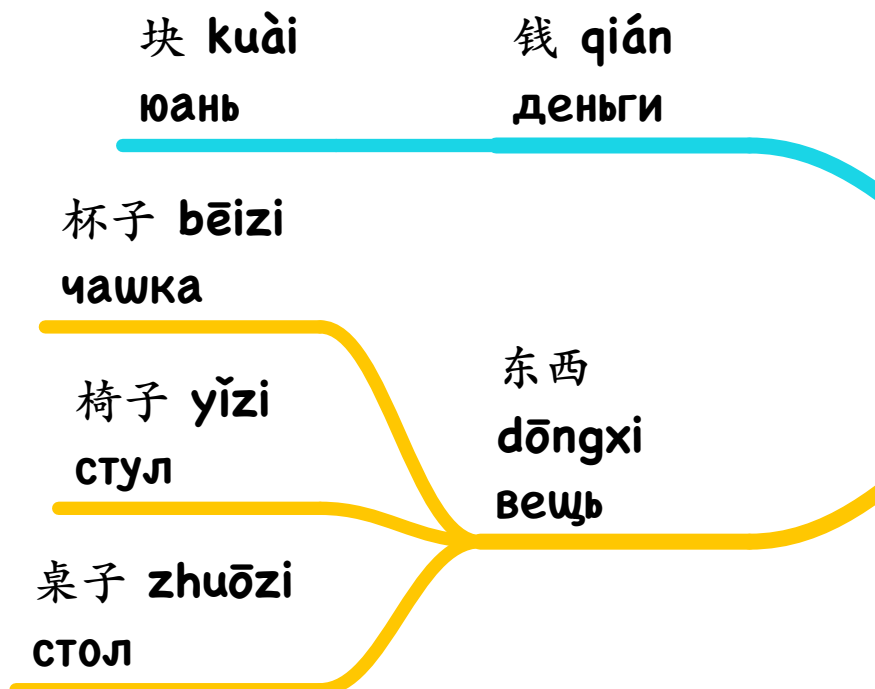 块 kuài
юань
钱 qián
деньги
杯子 bēizi
чашка
椅子 yǐzi
стул
桌子 zhuōzi
стол
东西
dōngxi
вещь